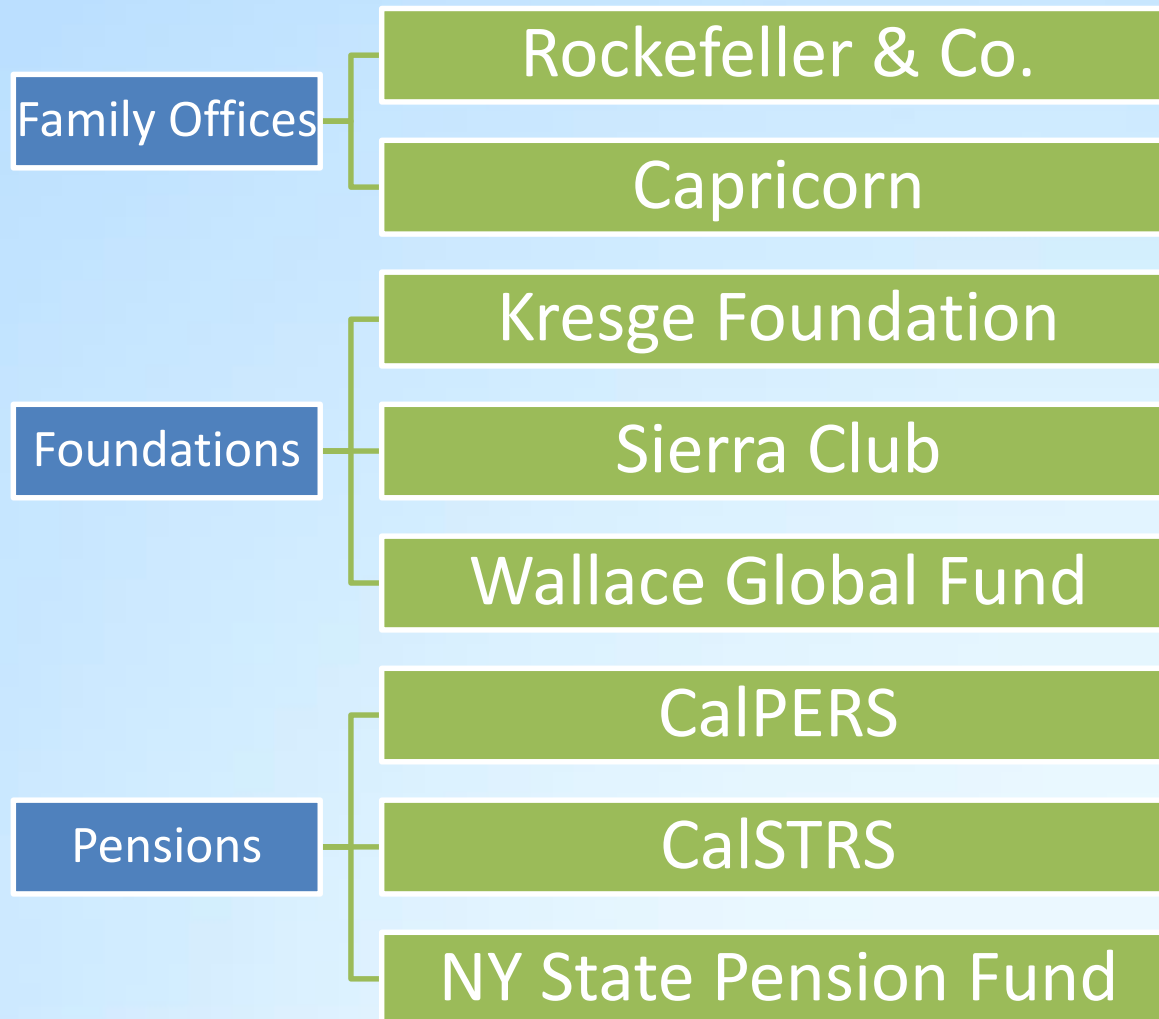 Family Offices
Rockefeller & Co.
Capricorn
Foundations
Kresge Foundation
Sierra Club
Wallace Global Fund
Pensions
CalPERS
CalSTRS
NY State Pension Fund